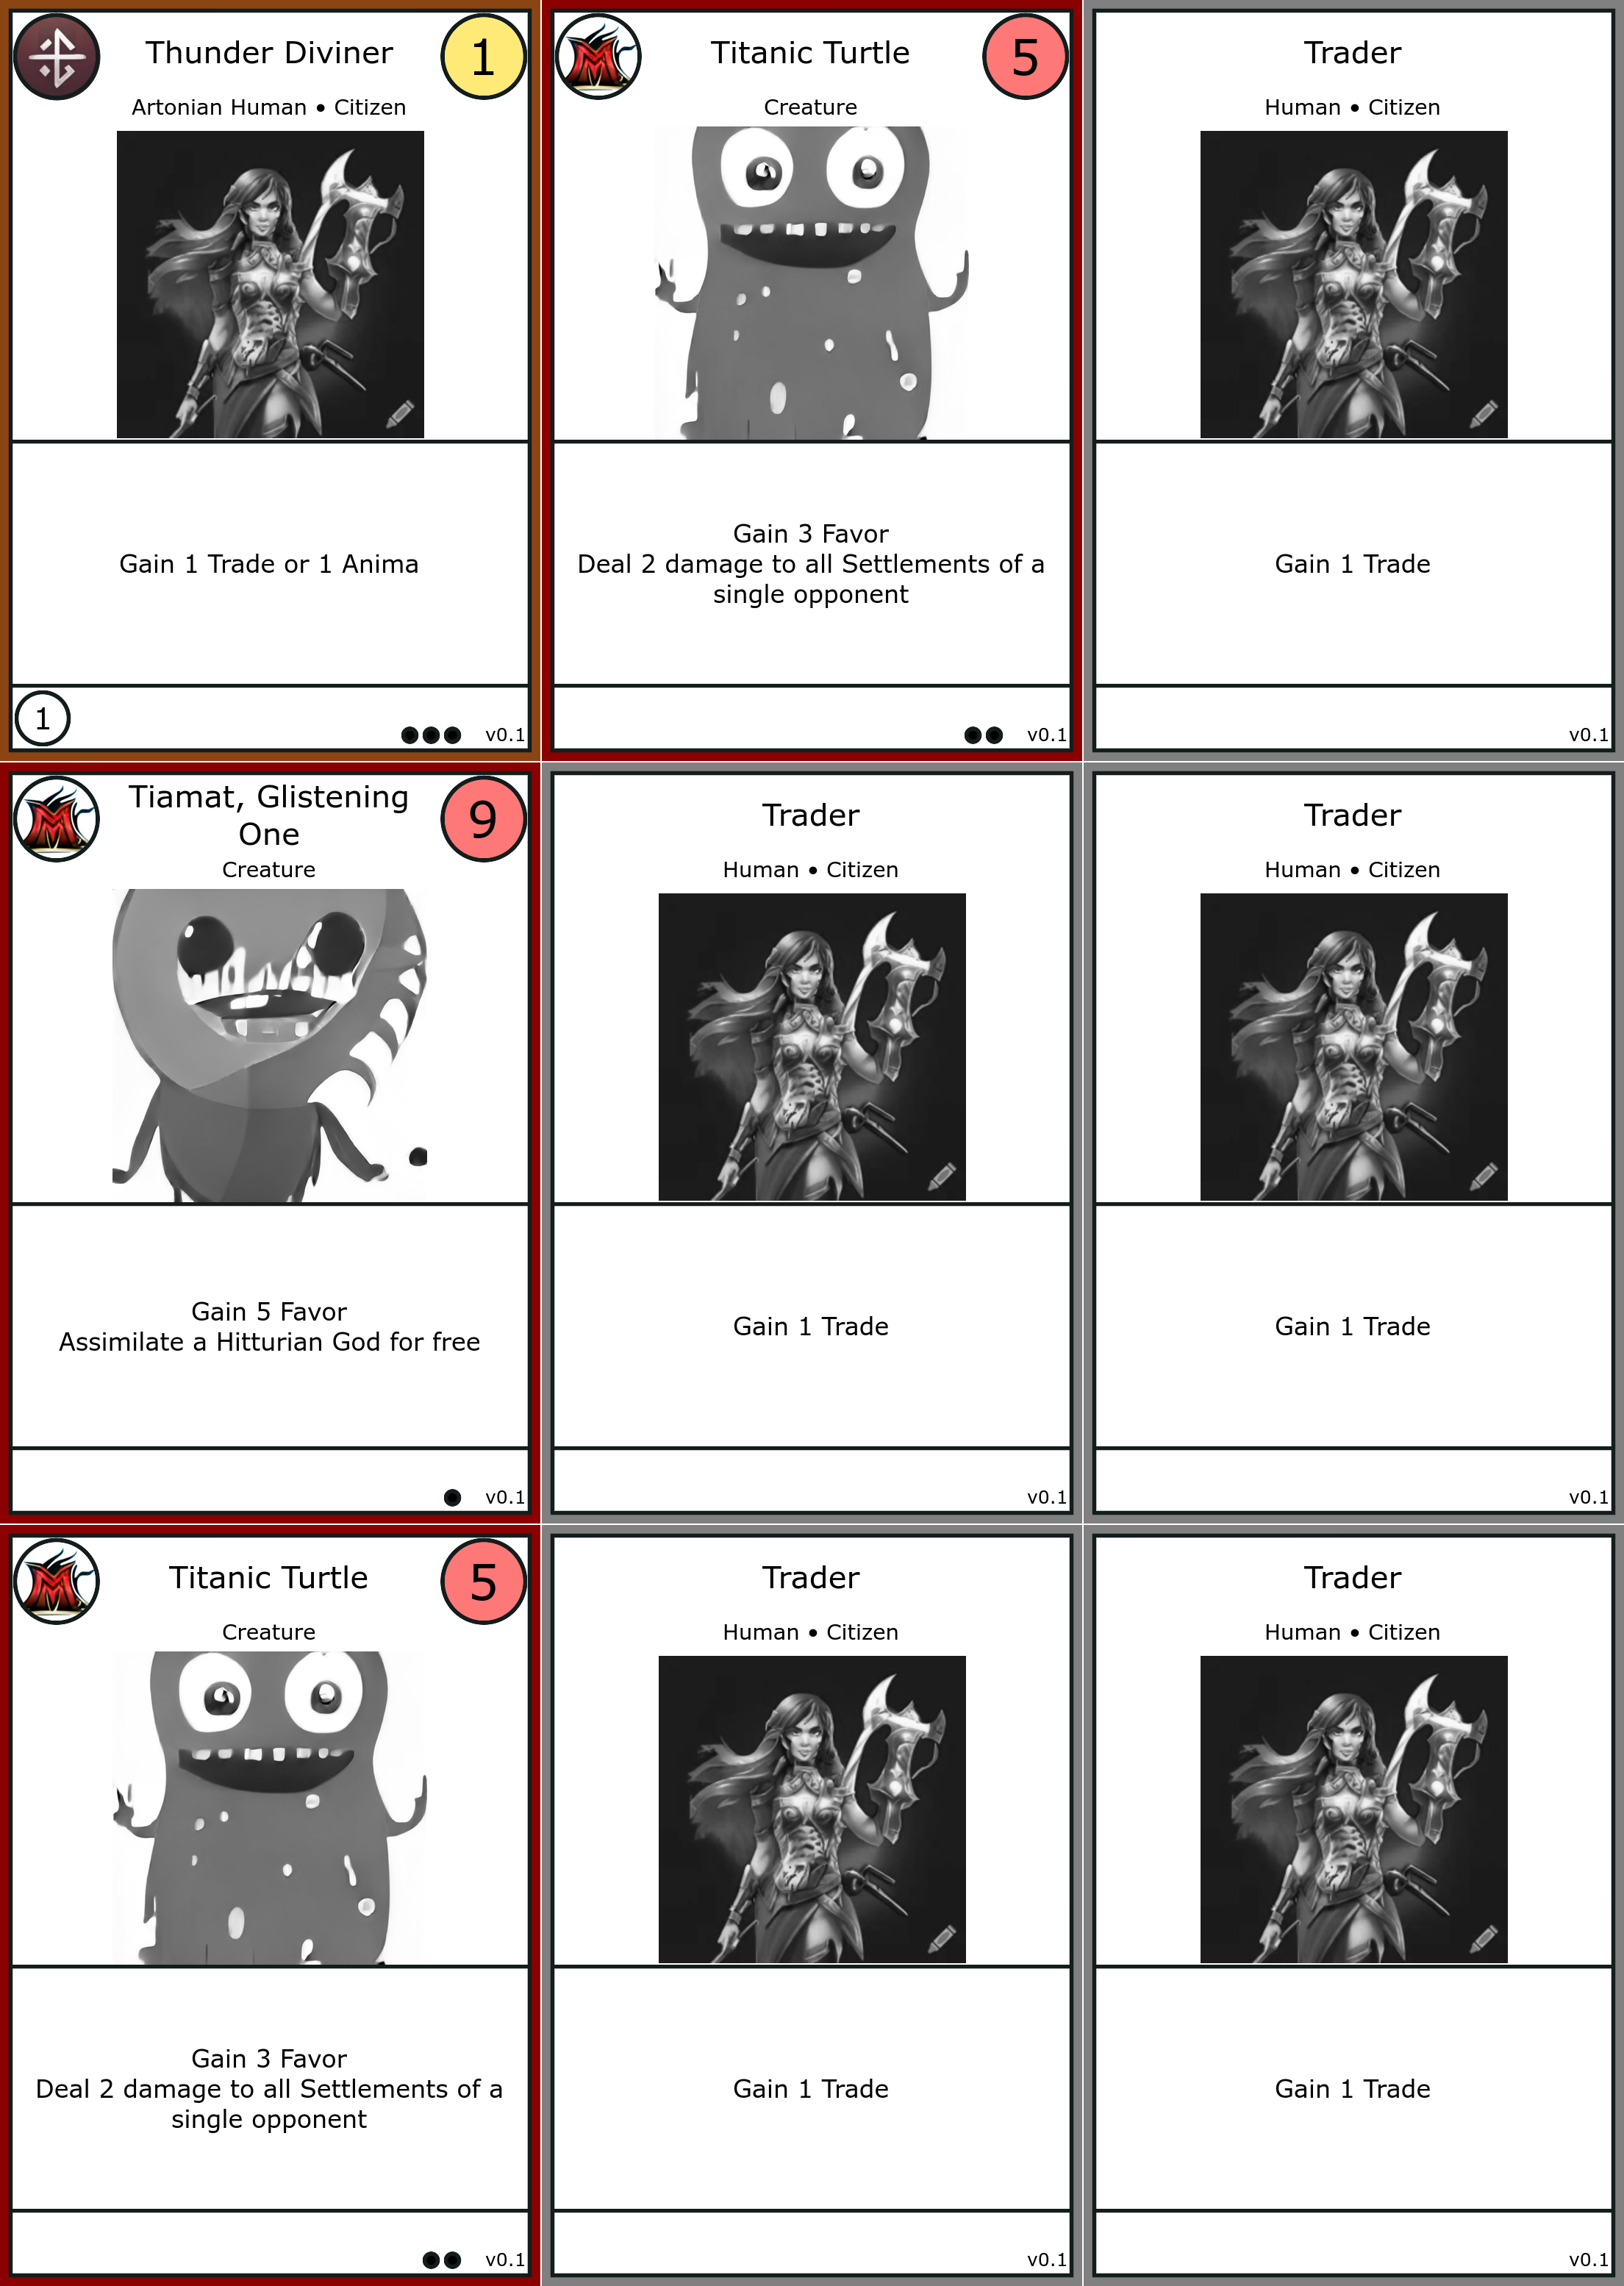 Thunder Diviner
1
Artonian Human • Citizen
Gain 1 Trade or 1 Anima
1
v0.1
Titanic Turtle
5
Creature
Gain 3 Favor
Deal 2 damage to all Settlements of a
single opponent
v0.1
Trader
Human • Citizen
Gain 1 Trade
v0.1
Tiamat, Glistening
One
9
Creature
Gain 5 Favor
Assimilate a Hitturian God for free
v0.1
Trader
Human • Citizen
Gain 1 Trade
v0.1
Trader
Human • Citizen
Gain 1 Trade
v0.1
Titanic Turtle
5
Creature
Gain 3 Favor
Deal 2 damage to all Settlements of a
single opponent
v0.1
Trader
Human • Citizen
Gain 1 Trade
v0.1
Trader
Human • Citizen
Gain 1 Trade
v0.1